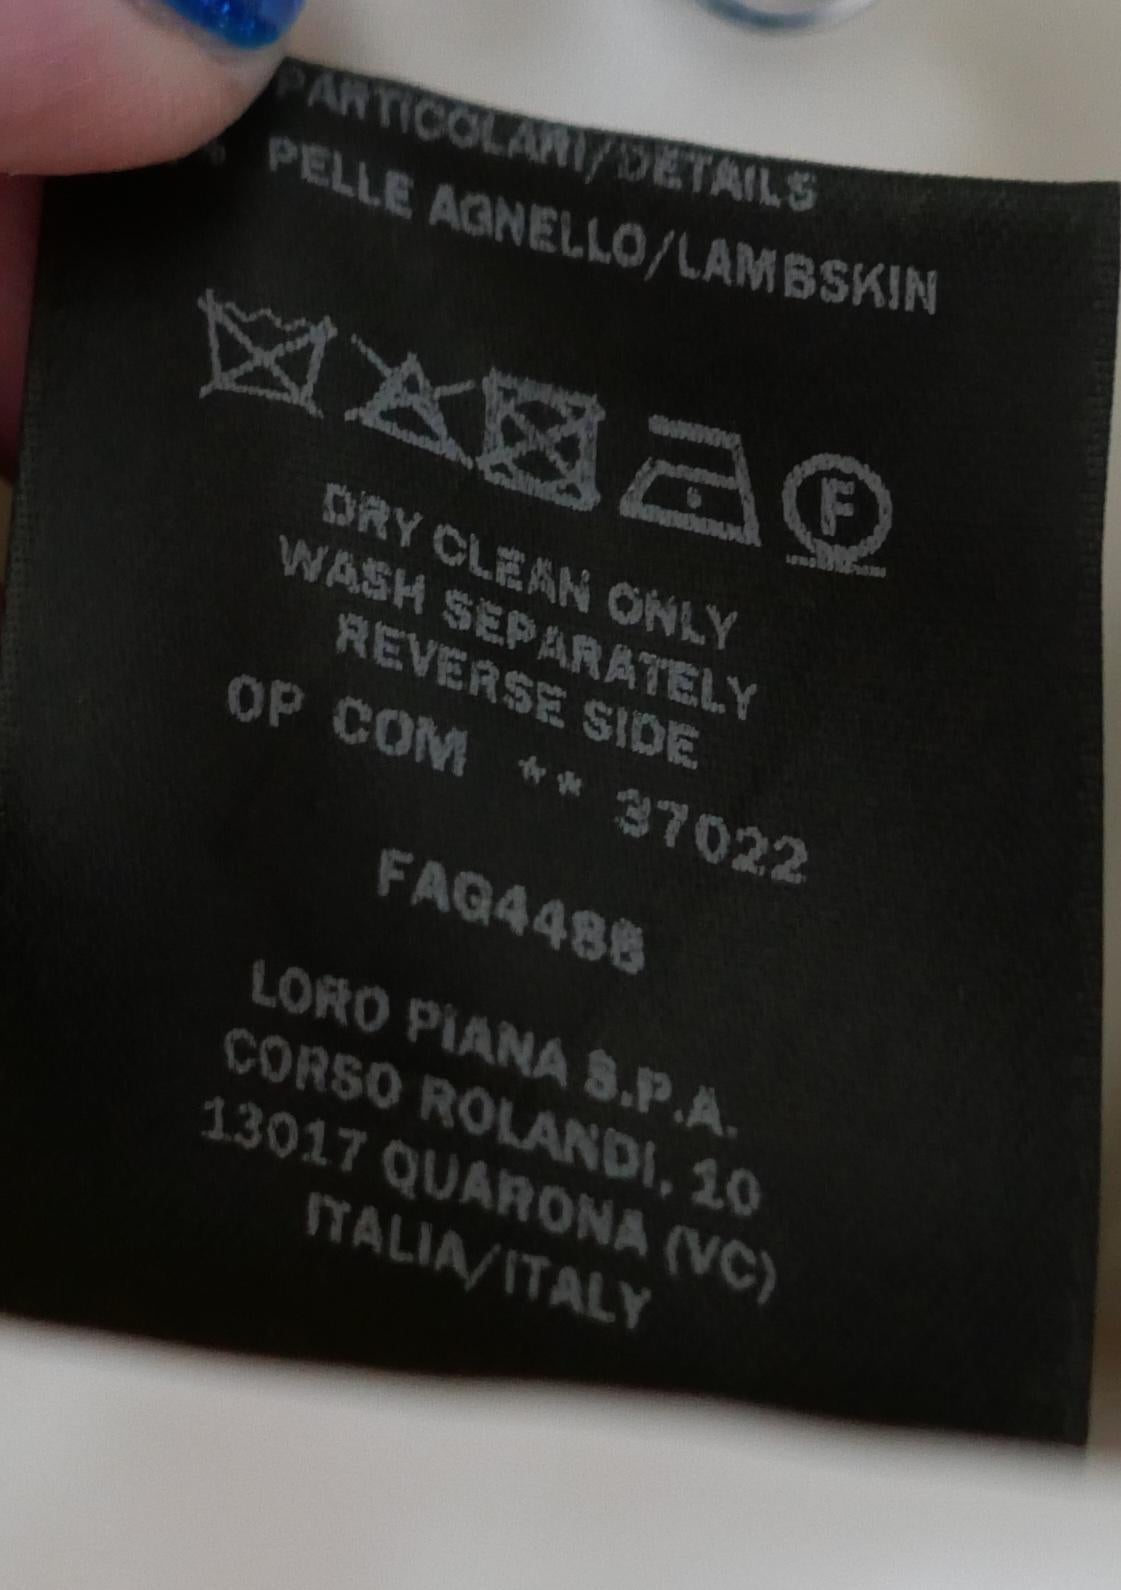 PARTICOLARI/DETAILS
PELLE AGNELLO/LAMBSKIN
F
DRY CLEAN ONLY
WASH SEPARATELY
REVERSE SIDE
OP COM ** 37022
FAG4486
LORO PIANA S.P.A.
CORSO ROLANDI, 10
13017 QUARONA (VC)
ITALIA/ITALY